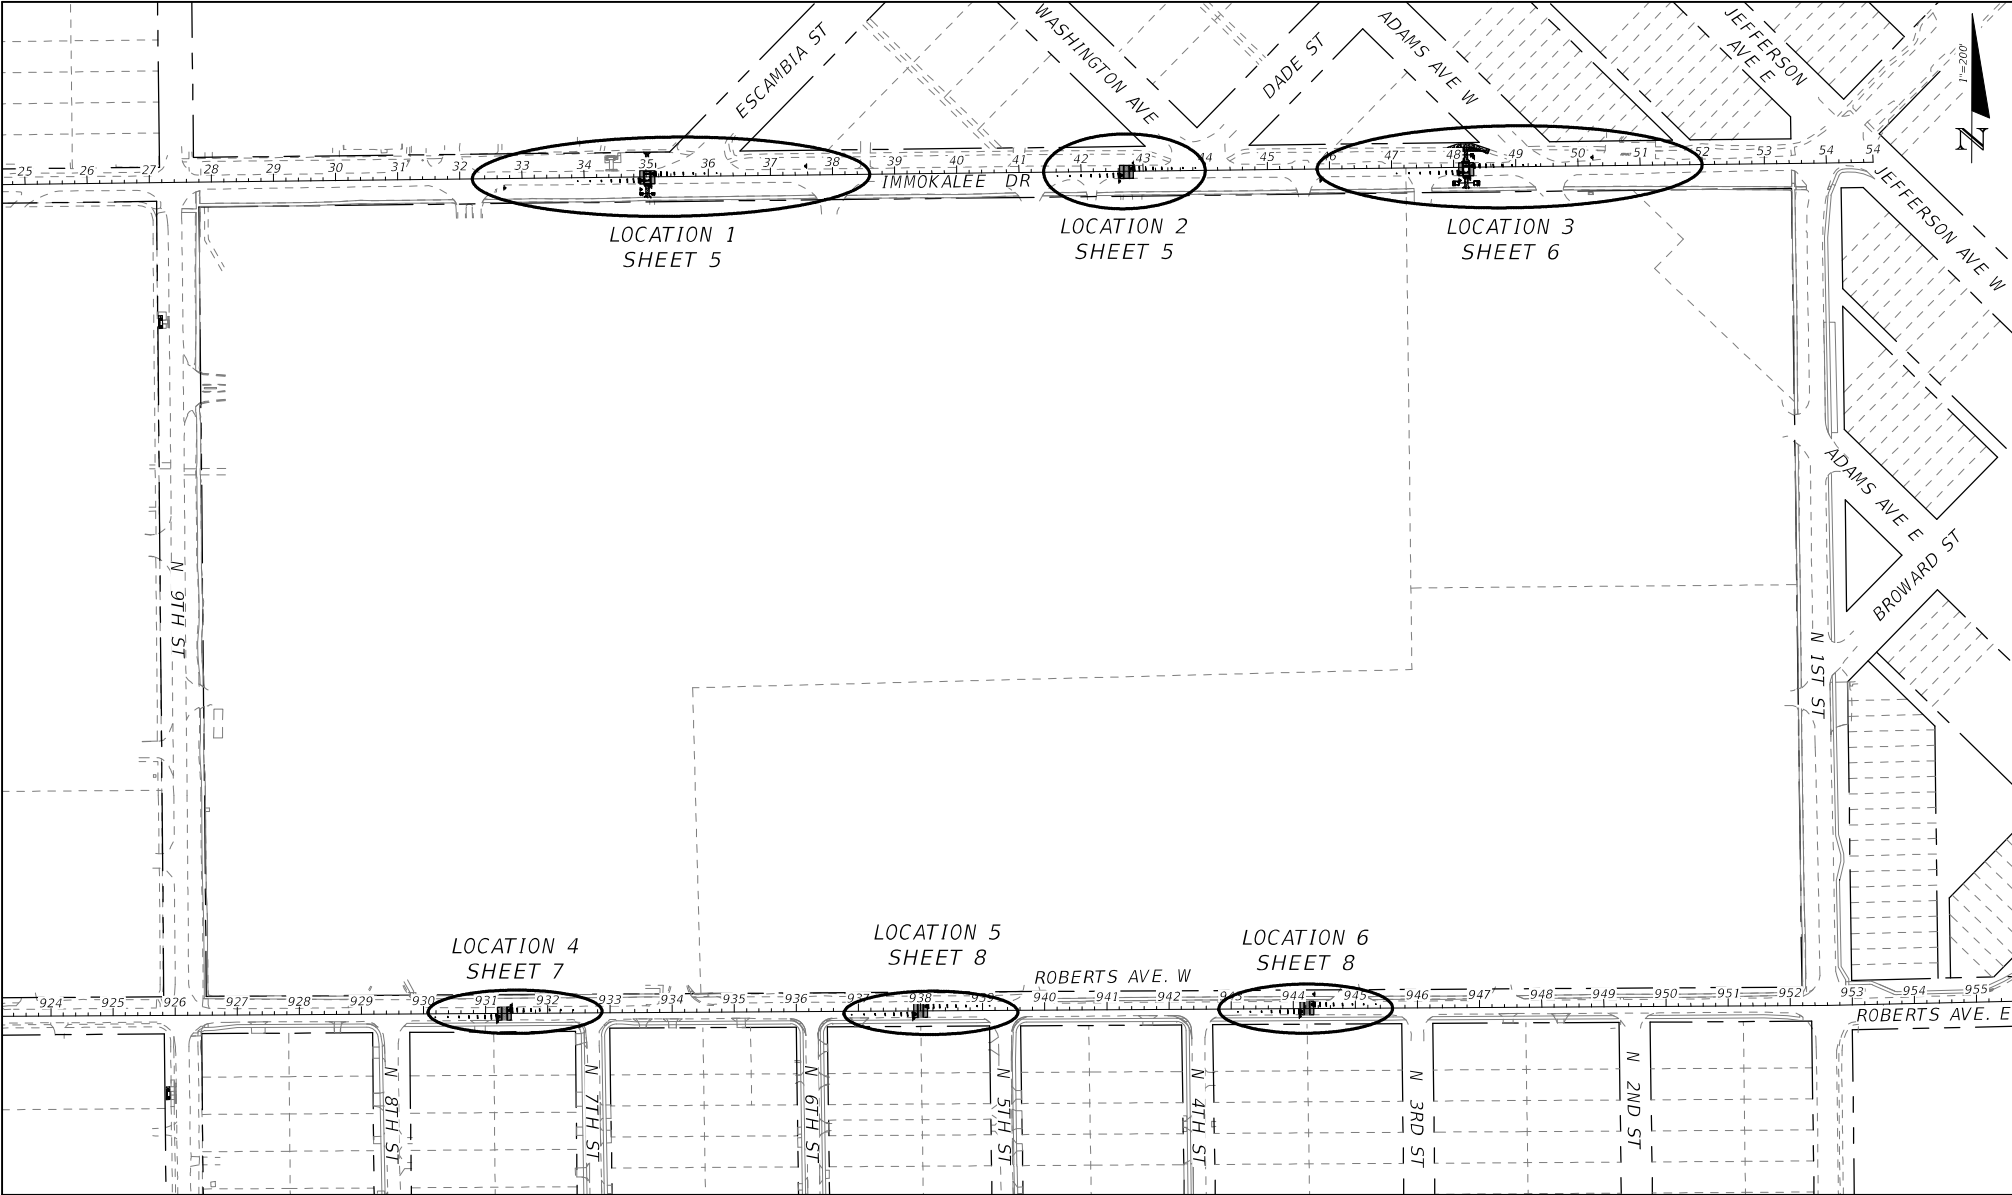 ESCAMBIA ST
WASHINGTON AVE
DADE ST
ADAMS AVE W
JEFFERSON
AVE E
1"=200'
N
25 26 27 28 29 30 31 32 33 34 35 36 37 38 39 40 41 42 43 44 45 46 47 48 49 50 51 52 53 54 54
IMMOKALEE DR
JEFFERSON AVE W
LOCATION 1
SHEET 5
LOCATION 2
SHEET 5
LOCATION 3
SHEET 6
ADAMS AVE E
BROWARD ST
N 9TH ST
N 1ST ST
LOCATION 4
SHEET 7
LOCATION 5
SHEET 8
LOCATION 6
SHEET 8
ROBERTS AVE. W
924 925 926 927 928 929 930 931 932 933 934 935 936 937 938 939 940 941 942 943 944 945 946 947 948 949 950 951 952 953 954 955
ROBERTS AVE. E
N 8TH ST
N 7TH ST
N 6TH ST
N 5TH ST
N 4TH ST
N 3RD ST
N 2ND ST